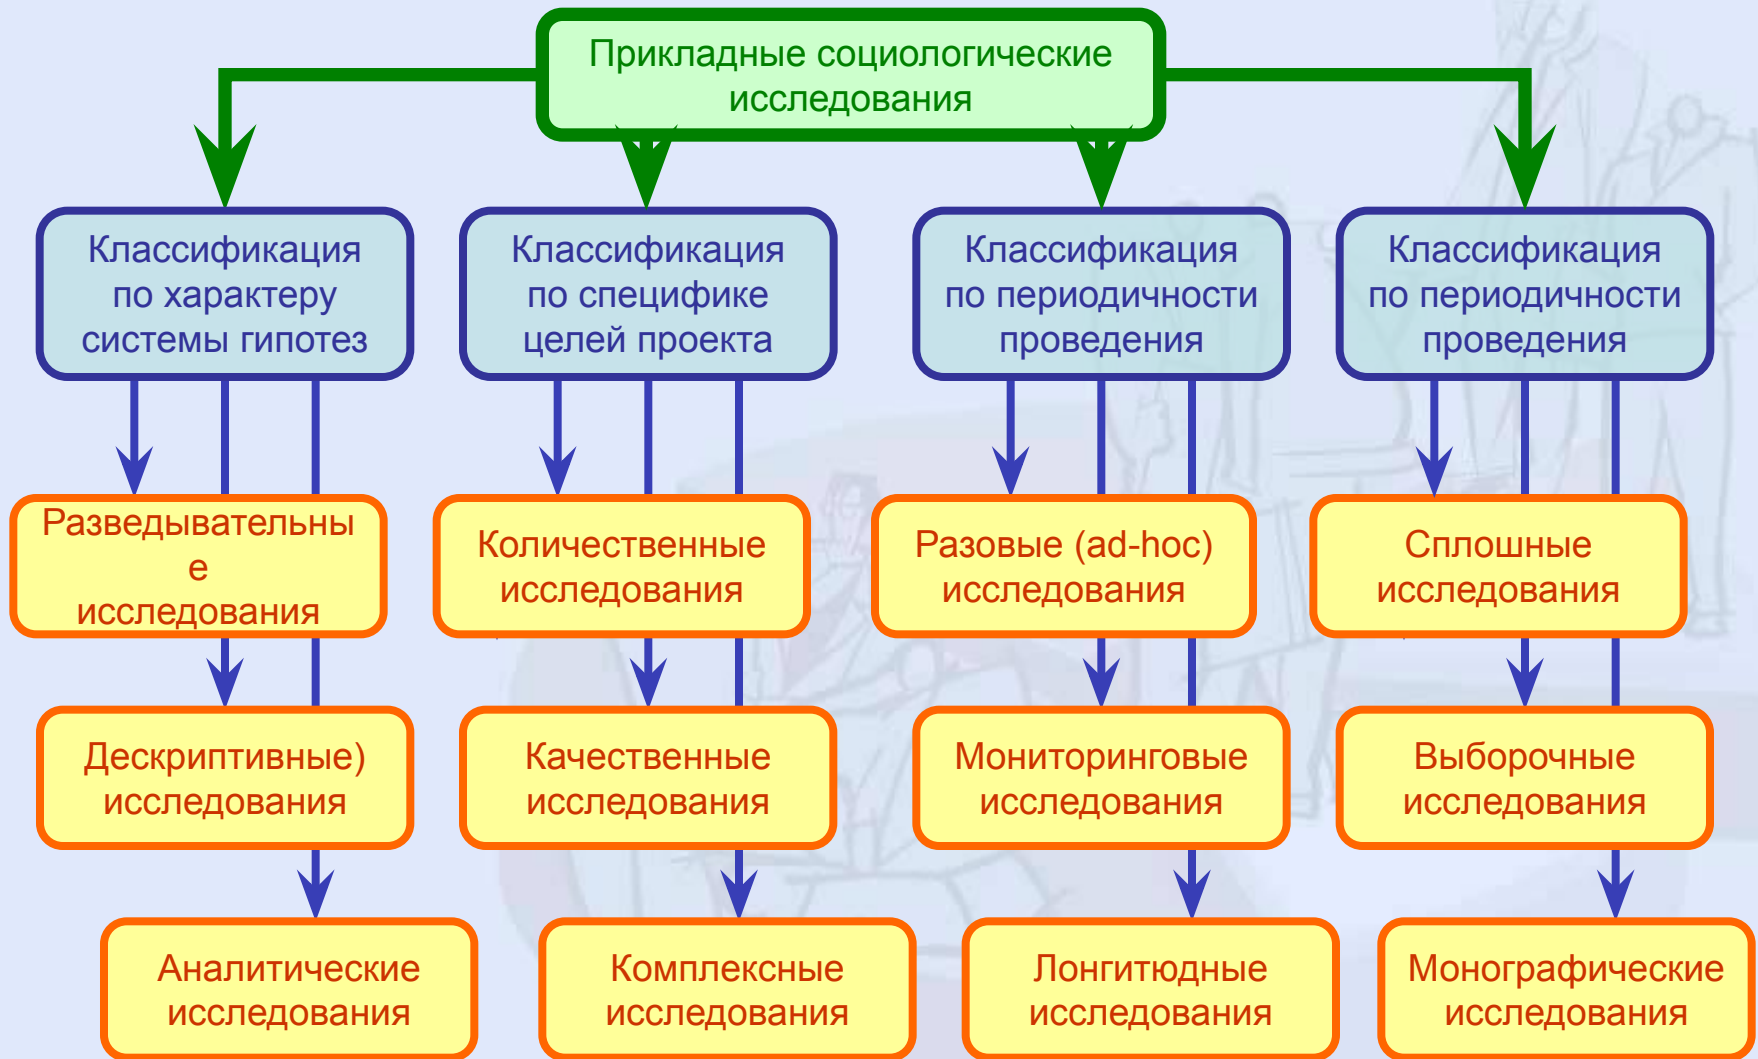 Прикладные социологические
исследования
Классификация
по характеру
системы гипотез
Классификация
по специфике
целей проекта
Классификация
по периодичности
проведения
Классификация
по периодичности
проведения
Разведывательны
е
исследования
Количественные
исследования
Разовые (ad-hoc)
исследования
Сплошные
исследования
Дескриптивные)
исследования
Качественные
исследования
Мониторинговые
исследования
Выборочные
исследования
Аналитические
исследования
Комплексные
исследования
Лонгитюдные
исследования
Монографические
исследования